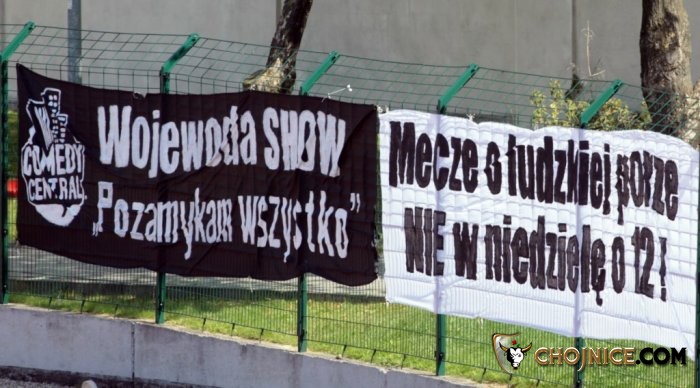 COMEDY
CENTRAL
Wojewoda SHOW
„Pozamykam wszystko”
Mecze o ludzkiej porze
NIE w niedzielę o 12!
CHOJNICE.COM